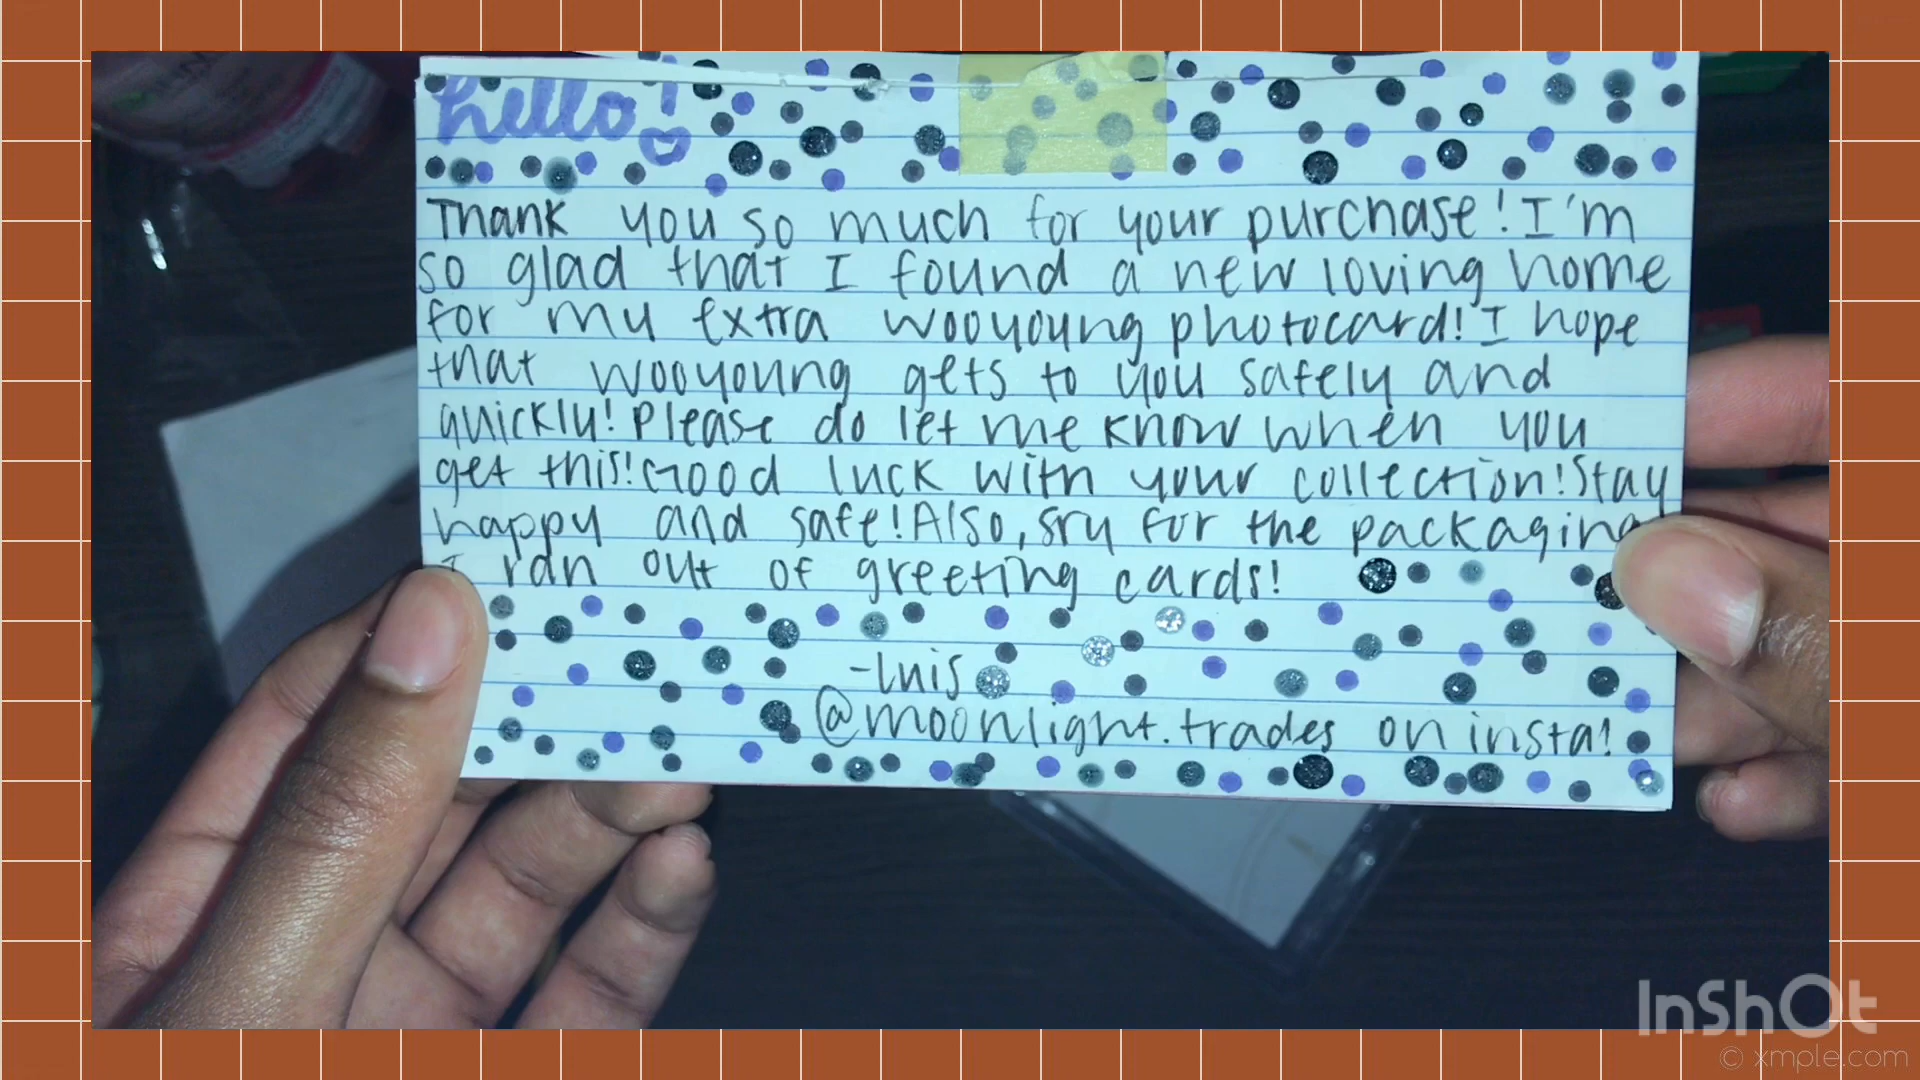 hello!
Thank you so much for your purchase! I'm
so glad that I found a new loving home
for my extra wooyoung photocard! I hope
that wooyoung gets to you safely and
quickly! Please do let me know when you
get this! Good luck with your collection! Stay
happy and safe! Also, sry for the packaging
I ran out of greeting cards!
-Luis
@moonlight.trades on insta!
InShOt
© xmple.com